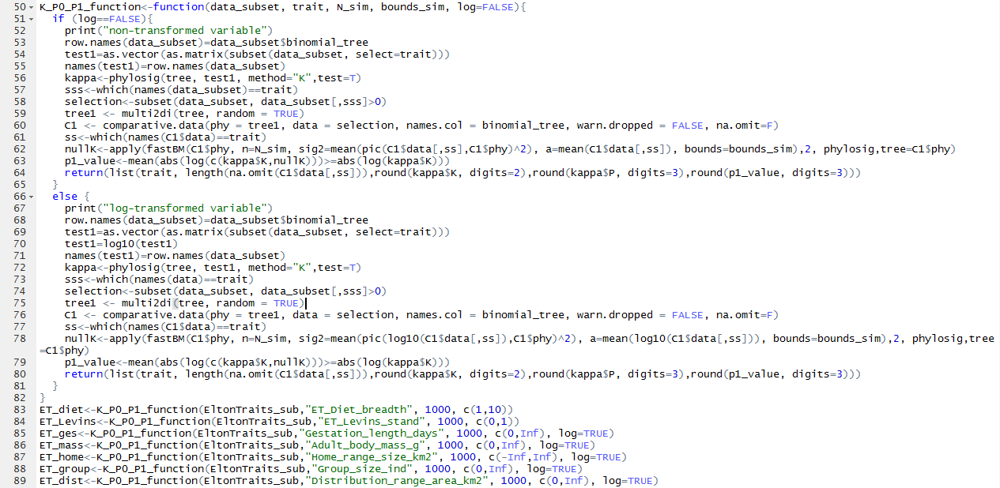 50 K_P0_P1_function<-function(data_subset, trait, N_sim, bounds_sim, log=FALSE){
51   if (log==FALSE){
52     print("non-transformed variable")
53     row.names(data_subset)=data_subset$binomial_tree
54     test1=as.vector(as.matrix(subset(data_subset, select=trait)))
55     names(test1)=row.names(data_subset)
56     kappa<-phylosig(tree, test1, method="K",test=T)
57     sss<-which(names(data_subset)==trait)
58     selection<-subset(data_subset, data_subset[,sss]>0)
59     tree1 <- multi2di(tree, random = TRUE)
60     C1 <- comparative.data(phy = tree1, data = selection, names.col = binomial_tree, warn.dropped = FALSE, na.omit=F)
61     ss<-which(names(C1$data)==trait)
62     nullK<-apply(fastBM(C1$phy, n=N_sim, sig2=mean(pic(C1$data[,ss],C1$phy)^2), a=mean(C1$data[,ss]), bounds=bounds_sim),2, phylosig,tree=C1$phy)
63     p1_value<-mean(abs(log(c(kappa$K,nullK)))>=abs(log(kappa$K)))
64     return(list(trait, length(na.omit(C1$data[,ss])),round(kappa$K, digits=2),round(kappa$P, digits=3),round(p1_value, digits=3)))
65   }
66   else {
67     print("log-transformed variable")
68     row.names(data_subset)=data_subset$binomial_tree
69     test1=as.vector(as.matrix(subset(data_subset, select=trait)))
70     test1=log10(test1)
71     names(test1)=row.names(data_subset)
72     kappa<-phylosig(tree, test1, method="K",test=T)
73     sss<-which(names(data)==trait)
74     selection<-subset(data_subset, data_subset[,sss]>0)
75     tree1 <- multi2di(tree, random = TRUE)
76     C1 <- comparative.data(phy = tree1, data = selection, names.col = binomial_tree, warn.dropped = FALSE, na.omit=F)
77     ss<-which(names(C1$data)==trait)
78     nullK<-apply(fastBM(C1$phy, n=N_sim, sig2=mean(pic(log10(C1$data[,ss]),C1$phy)^2), a=mean(log10(C1$data[,ss])), bounds=bounds_sim),2, phylosig,tree
=C1$phy)
79     p1_value<-mean(abs(log(c(kappa$K,nullK)))>=abs(log(kappa$K)))
80     return(list(trait, length(na.omit(C1$data[,ss])),round(kappa$K, digits=2),round(kappa$P, digits=3),round(p1_value, digits=3)))
81   }
82 }
83 ET_diet<-K_P0_P1_function(EltonTraits_sub,"ET_Diet_breadth", 1000, c(1,10))
84 ET_Levins<-K_P0_P1_function(EltonTraits_sub,"ET_Levins_stand", 1000, c(0,1))
85 ET_ges<-K_P0_P1_function(EltonTraits_sub,"Gestation_length_days", 1000, c(0,Inf), log=TRUE)
86 ET_mass<-K_P0_P1_function(EltonTraits_sub,"Adult_body_mass_g", 1000, c(0,Inf), log=TRUE)
87 ET_home<-K_P0_P1_function(EltonTraits_sub,"Home_range_size_km2", 1000, c(-Inf,Inf), log=TRUE)
88 ET_group<-K_P0_P1_function(EltonTraits_sub,"Group_size_ind", 1000, c(0,Inf), log=TRUE)
89 ET_dist<-K_P0_P1_function(EltonTraits_sub,"Distribution_range_area_km2", 1000, c(0,Inf), log=TRUE)